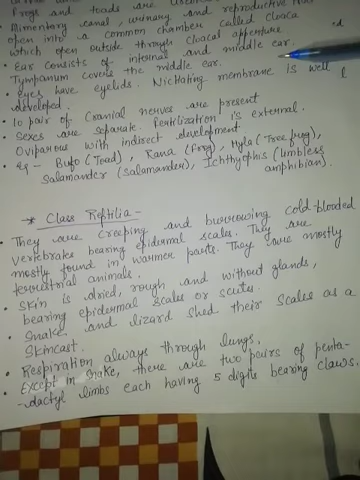 Frogs and toads are
Alimentary canal, urinary and reproductive
open into a common chamber called cloaca
which open outside through cloacal apperture.
• Ear consists of internal and middle ear.
Tympanum covers the middle ear.
• eyes have eyelids. Nictitating membrane is well
developed.
• 10 pair of Cranial nerves are present
• Sexes are separate. Fertilization is external.
Oviparous with indirect development.
• eg - Bufo (Toad), Rana (Frog), Hyla (Tree frog),
Salamander (Salamander), Ichthyophis (limbless
amphibian).
* Class Reptilia -
• They are creeping and burrowing cold-blooded
vertebrates bearing epidermal scales. They are
mostly found in warmer parts. They are mostly
terrestrial animals.
• Skin is dried, rough and without glands,
bearing epidermal scales or scutes.
• Snake and lizard shed their scales as a
Skincast.
• Respiration always through lungs.
• Except in snake, there are two pairs of penta-
-dactyl limbs each having 5 digits bearing claws.